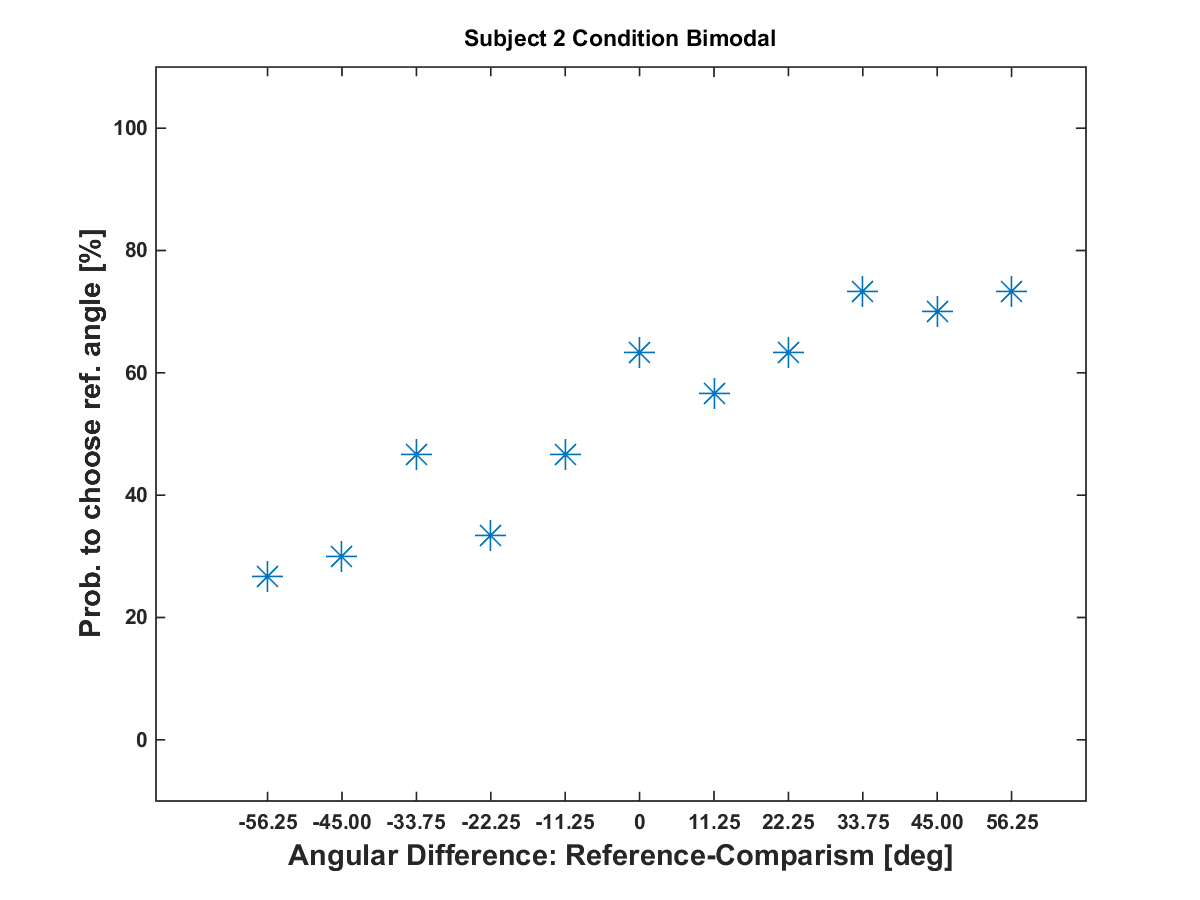 Subject 2 Condition Bimodal
Prob. to choose ref. angle [%]
100
80
60
40
20
0
-56.25 -45.00 -33.75 -22.25 -11.25 0 11.25 22.25 33.75 45.00 56.25
Angular Difference: Reference-Comparism [deg]